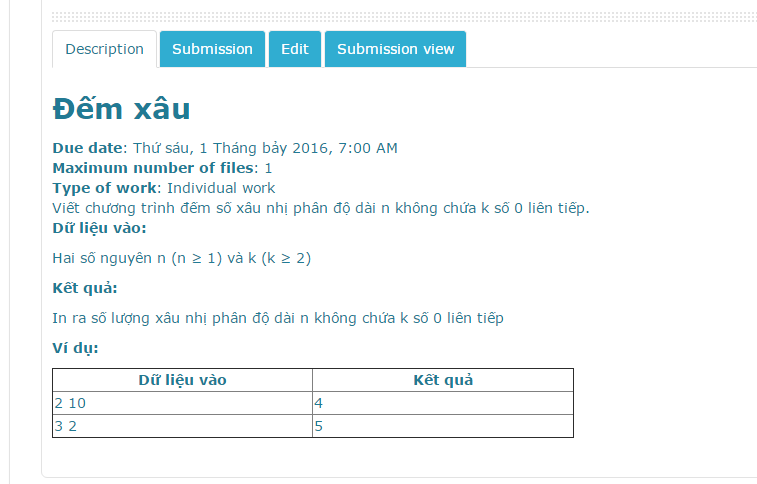 Description Submission Edit Submission view
Đếm xâu
Due date: Thứ sáu, 1 Tháng bảy 2016, 7:00 AM
Maximum number of files: 1
Type of work: Individual work
Viết chương trình đếm số xâu nhị phân độ dài n không chứa k số 0 liên tiếp.
Dữ liệu vào:
Hai số nguyên n (n ≥ 1) và k (k ≥ 2)
Kết quả:
In ra số lượng xâu nhị phân độ dài n không chứa k số 0 liên tiếp
Ví dụ:
Dữ liệu vào Kết quả
2 10 4
3 2 5